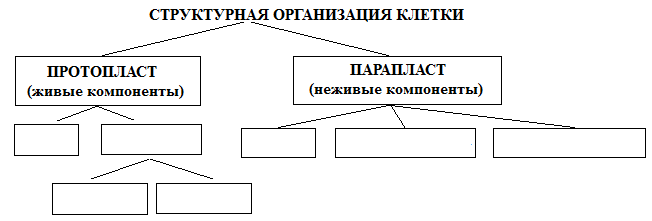 СТРУКТУРНАЯ ОРГАНИЗАЦИЯ КЛЕТКИ
ПРОТОПЛАСТ
(живые компоненты)
ПАРАПЛАСТ
(неживые компоненты)